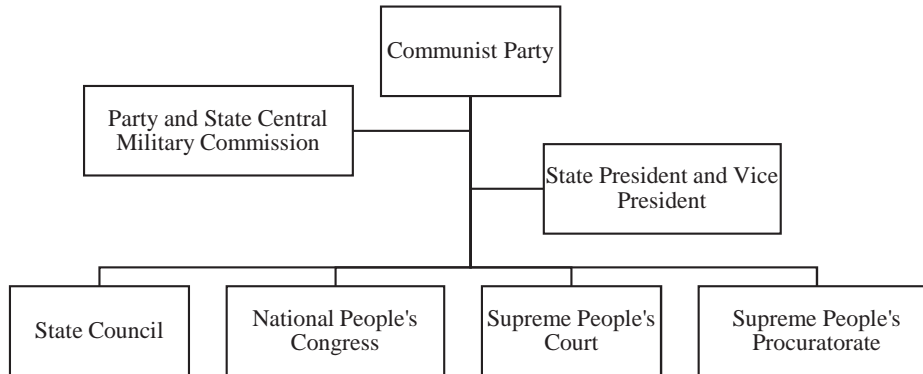 Communist Party
Party and State Central
Military Commission
State President and Vice
President
State Council
National People's
Congress
Supreme People's
Court
Supreme People's
Procuratorate